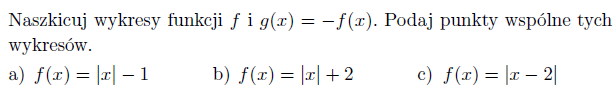 Naszkicuj wykresy funkcji f i g(x) = −f(x). Podaj punkty wspólne tych
wykresów.
a) f(x) = |x| − 1 b) f(x) = |x| + 2 c) f(x) = |x − 2|